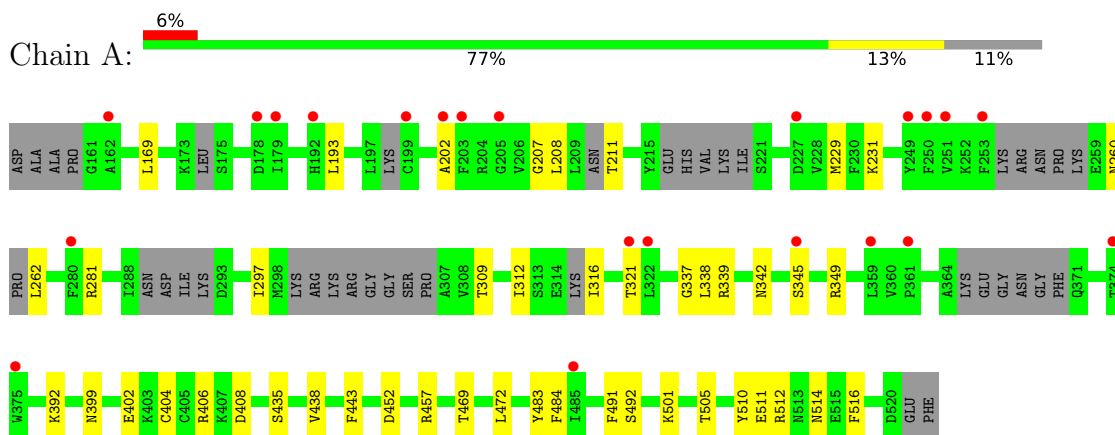 6%
Chain A:
77% 13% 11%
ASP ALA ALA PRO G161 A162 L169 K173 LEU S175 D178 I179 H192 L193 L197 LYS C199 A202 F203 R204 G205 V206 G207 L208 L209 ASN T211 Y215 GLU HIS VAL LYS ILE S221 D227 V228 M229 F230 K231 Y249 F250 V251 K252 F253 LYS ARG ASN PRO LYS E259 N260
PRO L262 F280 R281 I288 ASN ASP ILE LYS D293 I297 M298 LYS ARG LYS ARG GLY GLY SER PRO A307 V308 T309 I312 S313 E314 LYS I316 T321 L322 G337 L338 R339 N342 S345 R349 L359 V360 P361 A364 LYS GLU GLY ASN GLY PHE Q371 T374
W375 K392 N399 E402 K403 C404 C405 R406 K407 D408 S435 V438 F443 D452 R457 T469 L472 Y483 F484 I485 F491 S492 K501 T505 Y510 E511 R512 N513 N514 E515 F516 D520 GLU PHE